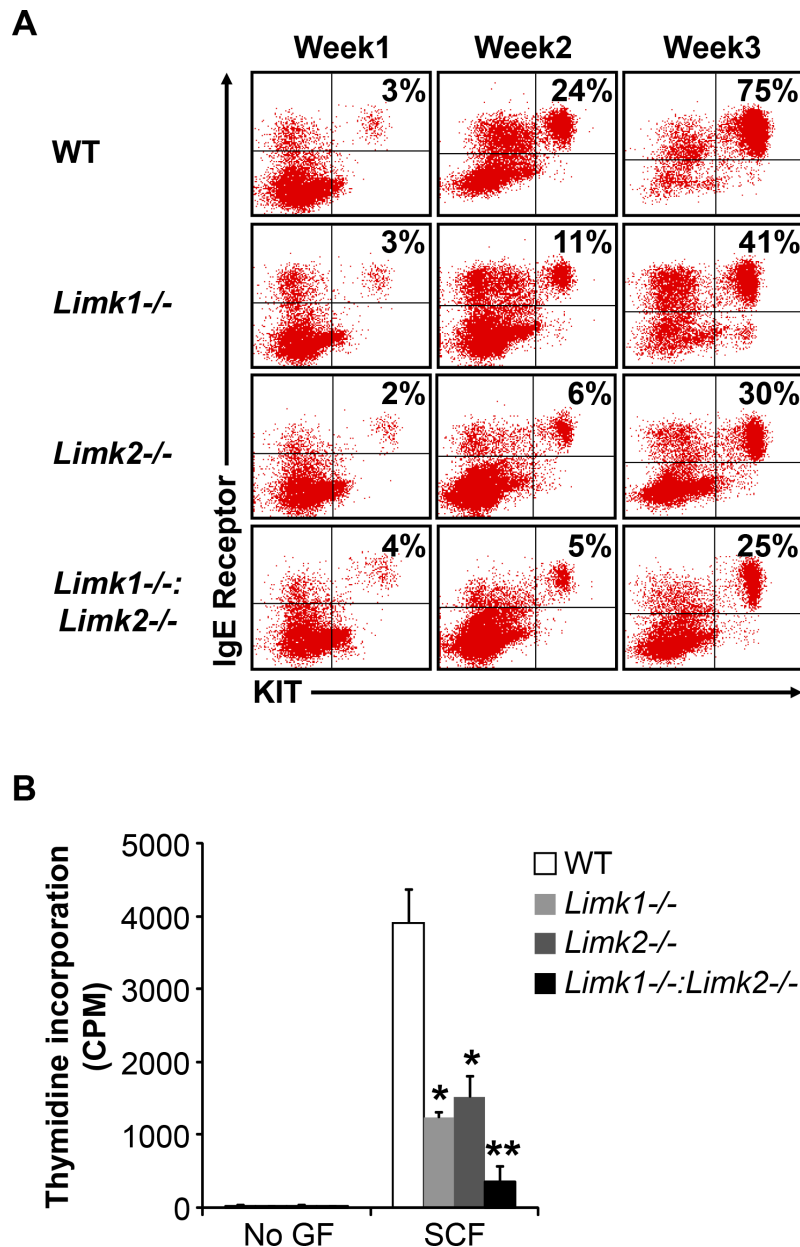 A
Week1 Week2 Week3
WT
3% 24% 75%
Limk1-/-
3% 11% 41%
Limk2-/-
2% 6% 30%
Limk1-/-:
Limk2-/-
4% 5% 25%
IgE Receptor
KIT
B
Thymidine incorporation
(CPM)
5000
4000
3000
2000
1000
0
* * **
No GF SCF
WT
Limk1-/-
Limk2-/-
Limk1-/-:Limk2-/-